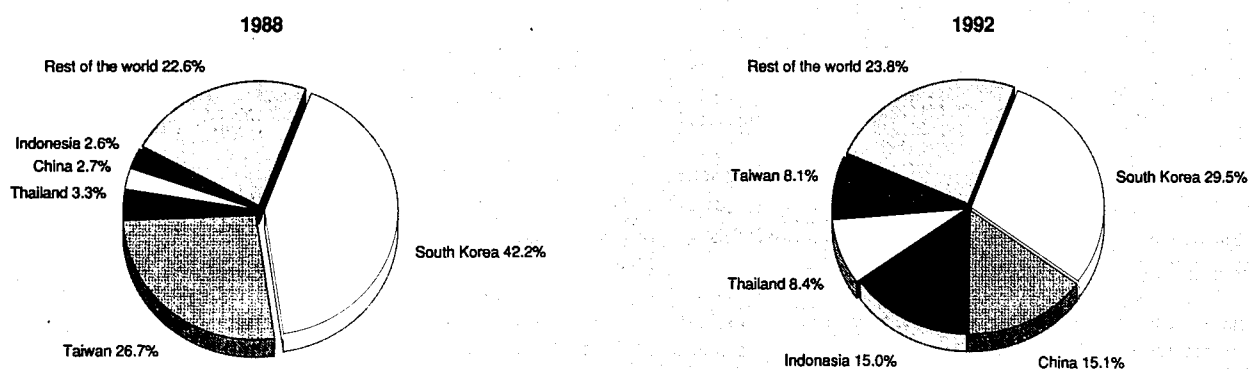 1988
Rest of the world 22.6%
Indonesia 2.6%
China 2.7%
Thailand 3.3%
South Korea 42.2%
Taiwan 26.7%
1992
Rest of the world 23.8%
Taiwan 8.1%
South Korea 29.5%
Thailand 8.4%
Indonasia 15.0%
China 15.1%